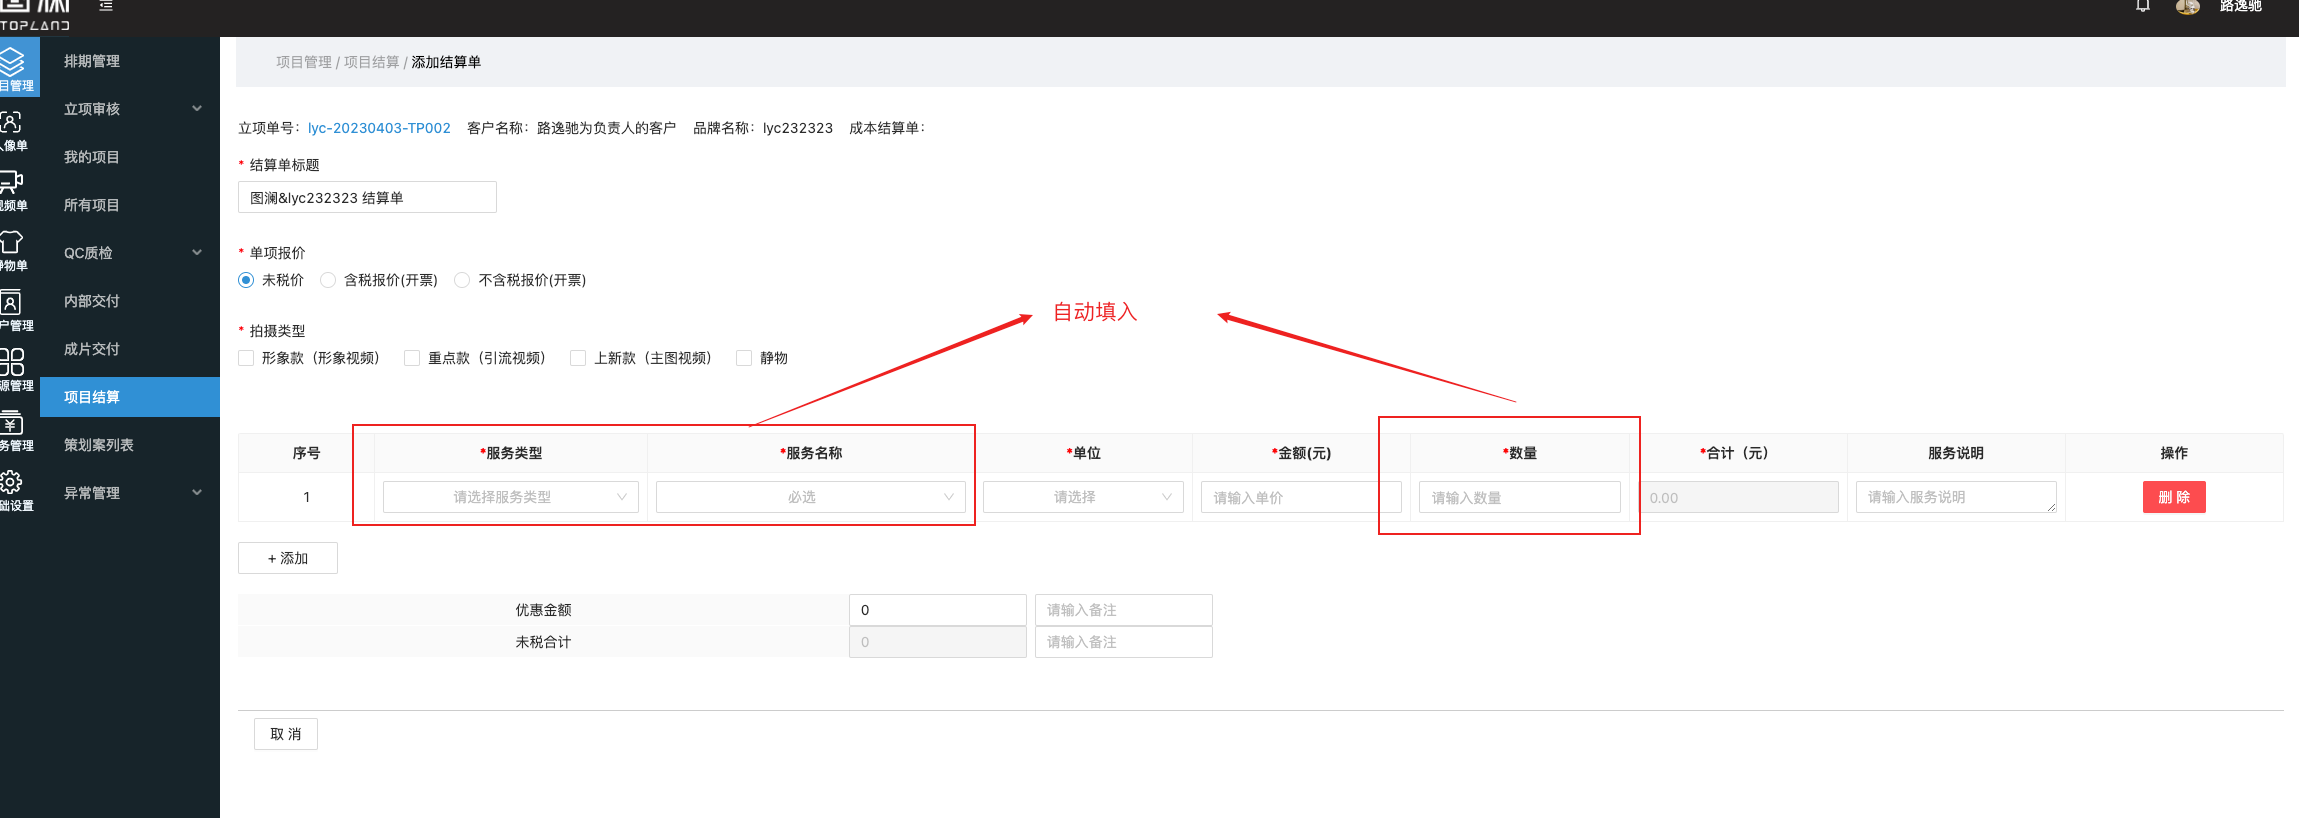 TOPLAND
路逸驰
项目管理 / 项目结算 / 添加结算单
目管理
人像单
视频单
静物单
户管理
源管理
务管理
础设置
排期管理
立项审核
我的项目
所有项目
QC质检
内部交付
成片交付
项目结算
策划案列表
异常管理
立项单号： lyc-20230403-TP002 客户名称： 路逸驰为负责人的客户 品牌名称： lyc232323 成本结算单：
* 结算单标题
图澜&lyc232323 结算单
* 单项报价
未税价 含税报价(开票) 不含税报价(开票)
自动填入
* 拍摄类型
形象款（形象视频） 重点款（引流视频） 上新款（主图视频） 静物
序号 *服务类型 *服务名称 *单位 *金额(元) *数量 *合计（元） 服务说明 操作
1 请选择服务类型 必选 请选择 请输入单价 请输入数量 0.00 请输入服务说明 删 除
+ 添加
优惠金额 0 请输入备注
未税合计 0 请输入备注
取 消